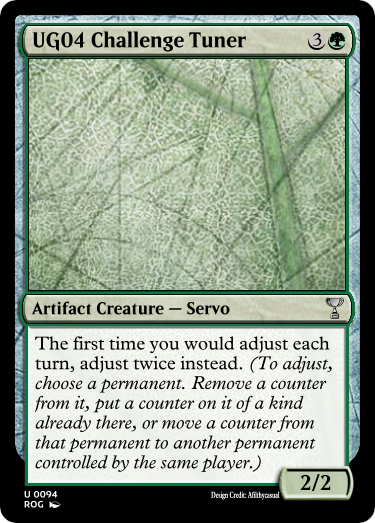 UG04 Challenge Tuner 3
Artifact Creature — Servo
The first time you would adjust each
turn, adjust twice instead. (To adjust,
choose a permanent. Remove a counter
from it, put a counter on it of a kind
already there, or move a counter from
that permanent to another permanent
controlled by the same player.)
2/2
U 0094
ROG
Design Credit: Afilthycasual